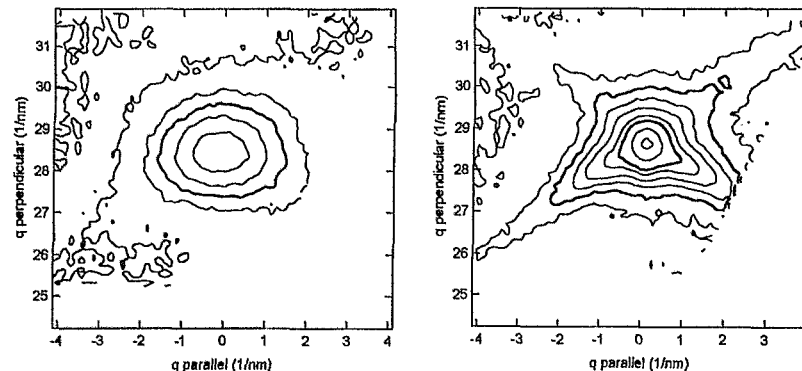 31
30
29
28
27
26
25
q perpendicular (1/nm)
-4 -3 -2 -1 0 1 2 3 4
q parallel (1/nm)
31
30
29
28
27
26
25
q perpendicular (1/nm)
-4 -3 -2 -1 0 1 2 3
q parallel (1/nm)